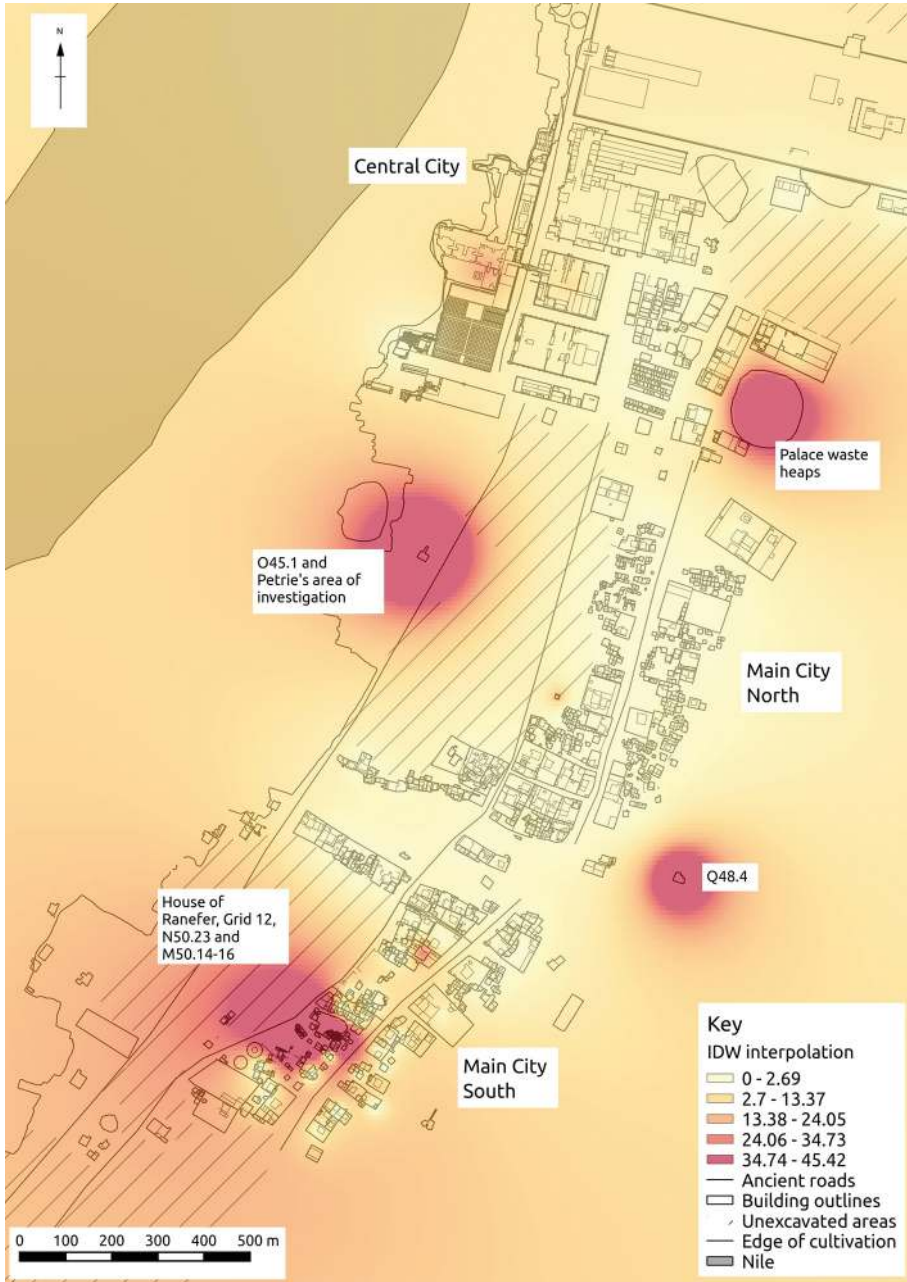 N
Central City
Palace waste
heaps
O45.1 and
Petrie's area of
investigation
Main City
North
Q48.4
House of
Ranefer, Grid 12,
N50.23 and
M50.14-16
Main City
South
Key
IDW interpolation
0 - 2.69
2.7 - 13.37
13.38 - 24.05
24.06 - 34.73
34.74 - 45.42
Ancient roads
Building outlines
Unexcavated areas
Edge of cultivation
Nile
0 100 200 300 400 500 m